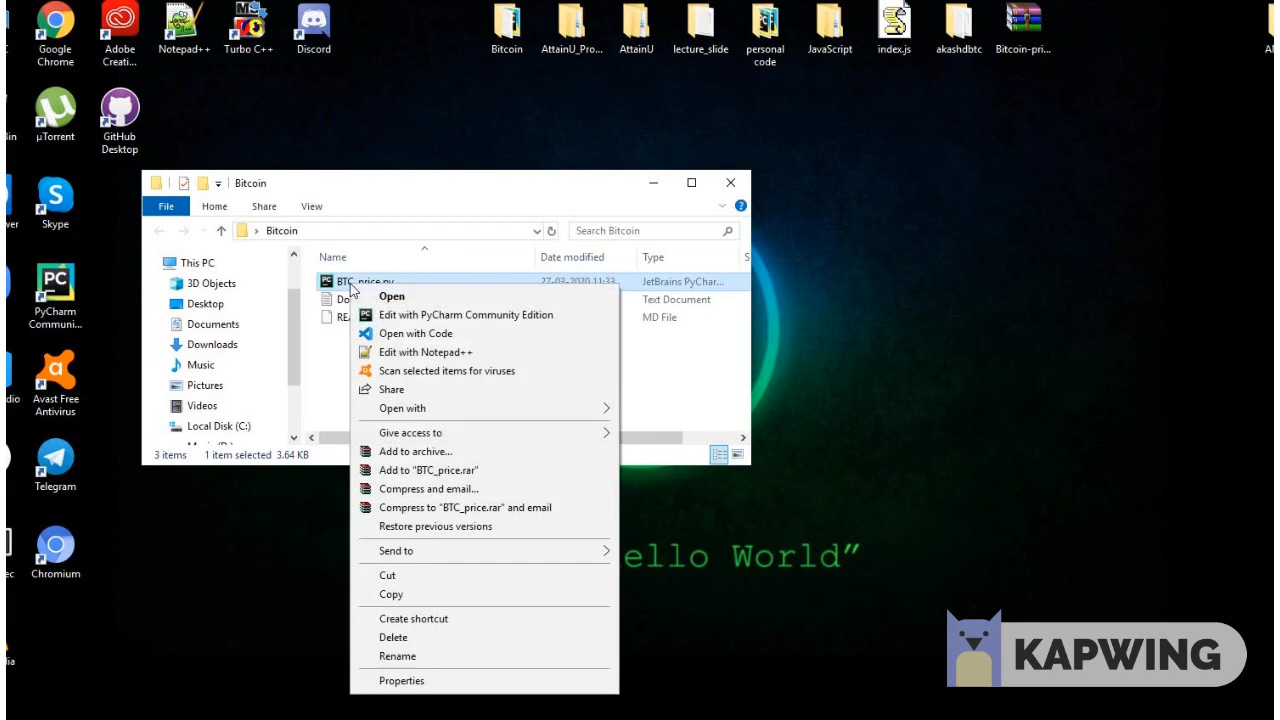 Google Chrome
Adobe Creati...
Notepad++
Turbo C++
Discord
Bitcoin
AttainU_Pro...
AttainU
lecture_slide
personal code
JavaScript
index.js
akashdbtc
Bitcoin-pri...
Bin
µTorrent
GitHub Desktop
Skype
PyCharm Communi...
Avast Free Antivirus
Telegram
Chromium
Bitcoin
File
Home
Share
View
Bitcoin
Search Bitcoin
Name
Date modified
Type
S
This PC
3D Objects
Desktop
Documents
Downloads
Music
Pictures
Videos
Local Disk (C:)
BTC_price.py
27-03-2020 11:33
JetBrains PyChar...
Do
Text Document
REA
MD File
3 items
1 item selected 3.64 KB
Open
Edit with PyCharm Community Edition
Open with Code
Edit with Notepad++
Scan selected items for viruses
Share
Open with
Give access to
Add to archive...
Add to "BTC_price.rar"
Compress and email...
Compress to "BTC_price.rar" and email
Restore previous versions
Send to
Cut
Copy
Create shortcut
Delete
Rename
Properties
ello World”
KAPWING